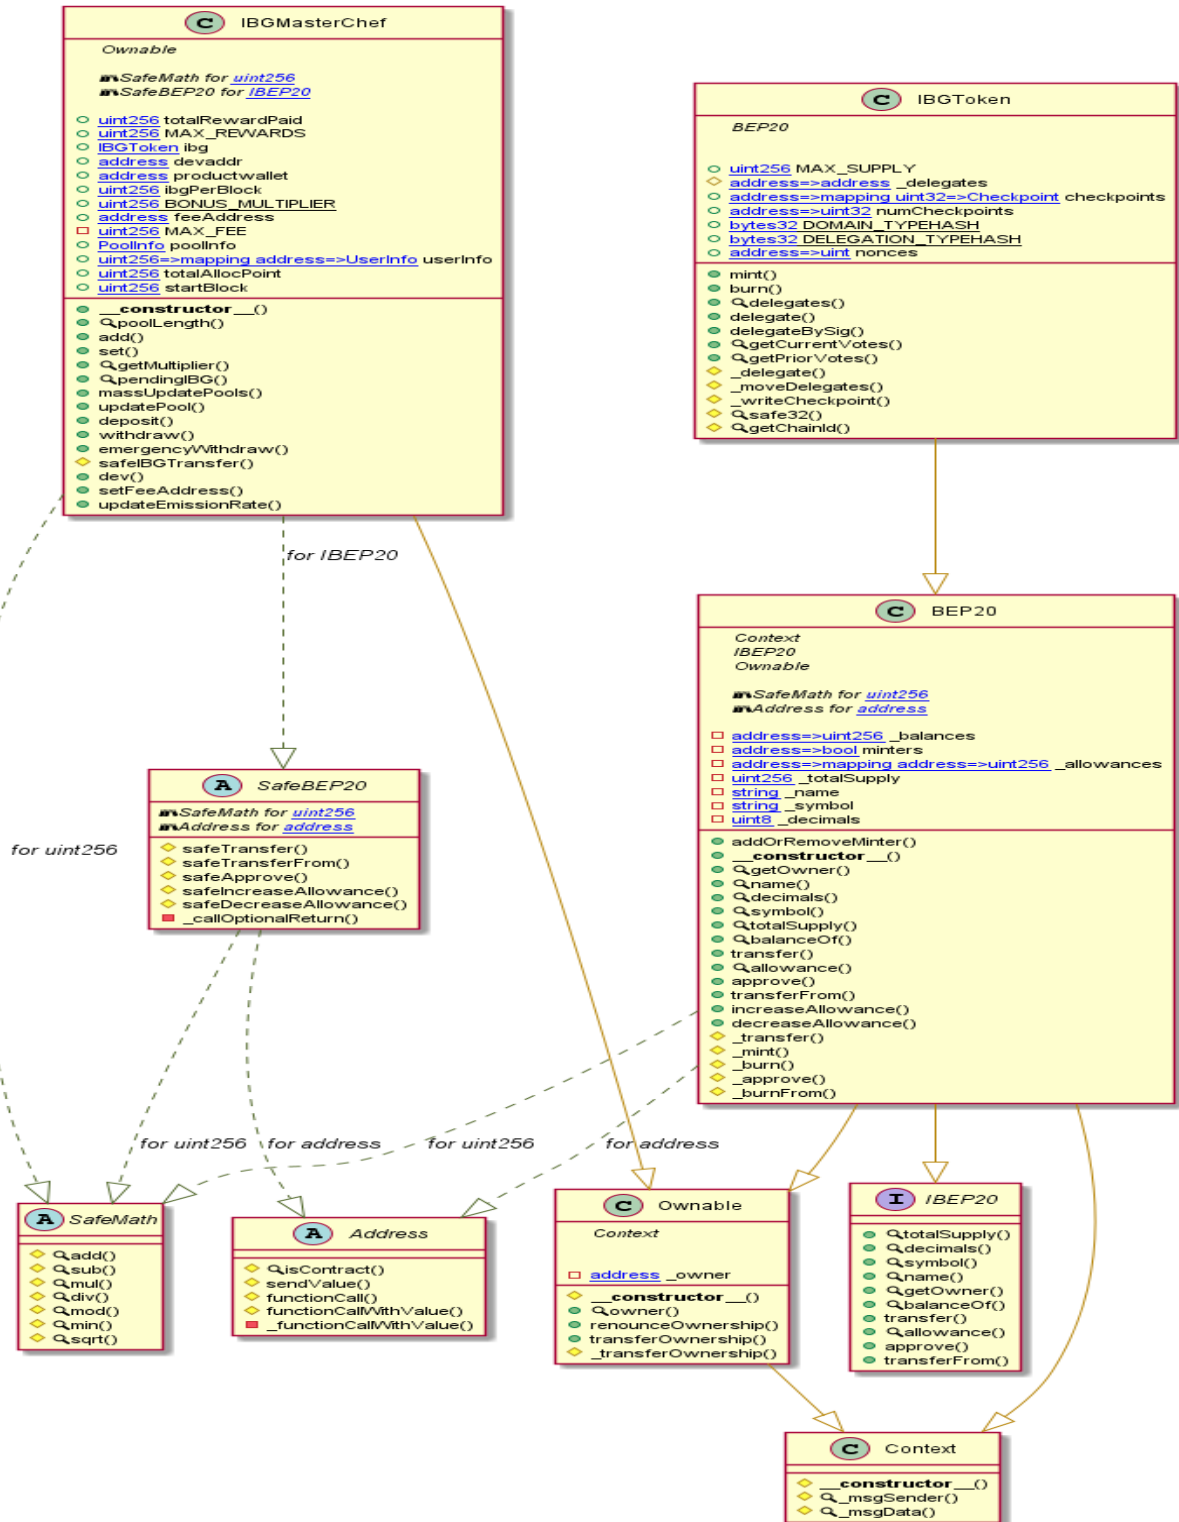 C IBGMasterChef
Ownable
SafeMath for uint256
SafeBEP20 for IBEP20
uint256 totalRewardPaid
uint256 MAX_REWARDS
IBGToken ibg
address devaddr
address productwallet
uint256 ibgPerBlock
uint256 BONUS_MULTIPLIER
address feeAddress
uint256 MAX_FEE
PoolInfo poolInfo
uint256=>mapping address=>UserInfo userInfo
uint256 totalAllocPoint
uint256 startBlock
__constructor__()
poolLength()
add()
set()
getMultiplier()
pendingIBG()
massUpdatePools()
updatePool()
deposit()
withdraw()
emergencyWithdraw()
safeIBGTransfer()
dev()
setFeeAddress()
updateEmissionRate()
C IBGToken
BEP20
uint256 MAX_SUPPLY
address=>address _delegates
address=>mapping uint32=>Checkpoint checkpoints
address=>uint32 numCheckpoints
bytes32 DOMAIN_TYPEHASH
bytes32 DELEGATION_TYPEHASH
address=>uint nonces
mint()
burn()
delegates()
delegate()
delegateBySig()
getCurrentVotes()
getPriorVotes()
_delegate()
_moveDelegates()
_writeCheckpoint()
safe32()
getChainId()
for IBEP20
C BEP20
Context
IBEP20
Ownable
SafeMath for uint256
Address for address
address=>uint256 _balances
address=>bool minters
address=>mapping address=>uint256 _allowances
uint256 _totalSupply
string _name
string _symbol
uint8 _decimals
addOrRemoveMinter()
__constructor__()
getOwner()
name()
decimals()
symbol()
totalSupply()
balanceOf()
transfer()
allowance()
approve()
transferFrom()
increaseAllowance()
decreaseAllowance()
_transfer()
_mint()
_burn()
_approve()
_burnFrom()
A SafeBEP20
SafeMath for uint256
Address for address
safeTransfer()
safeTransferFrom()
safeApprove()
safeIncreaseAllowance()
safeDecreaseAllowance()
_callOptionalReturn()
for uint256
for uint256
for address
for uint256
for address
A SafeMath
add()
sub()
mul()
div()
mod()
min()
sqrt()
A Address
isContract()
sendValue()
functionCall()
functionCallWithValue()
_functionCallWithValue()
C Ownable
Context
address _owner
__constructor__()
owner()
renounceOwnership()
transferOwnership()
_transferOwnership()
I IBEP20
totalSupply()
decimals()
symbol()
name()
getOwner()
balanceOf()
transfer()
allowance()
approve()
transferFrom()
C Context
__constructor__()
_msgSender()
_msgData()